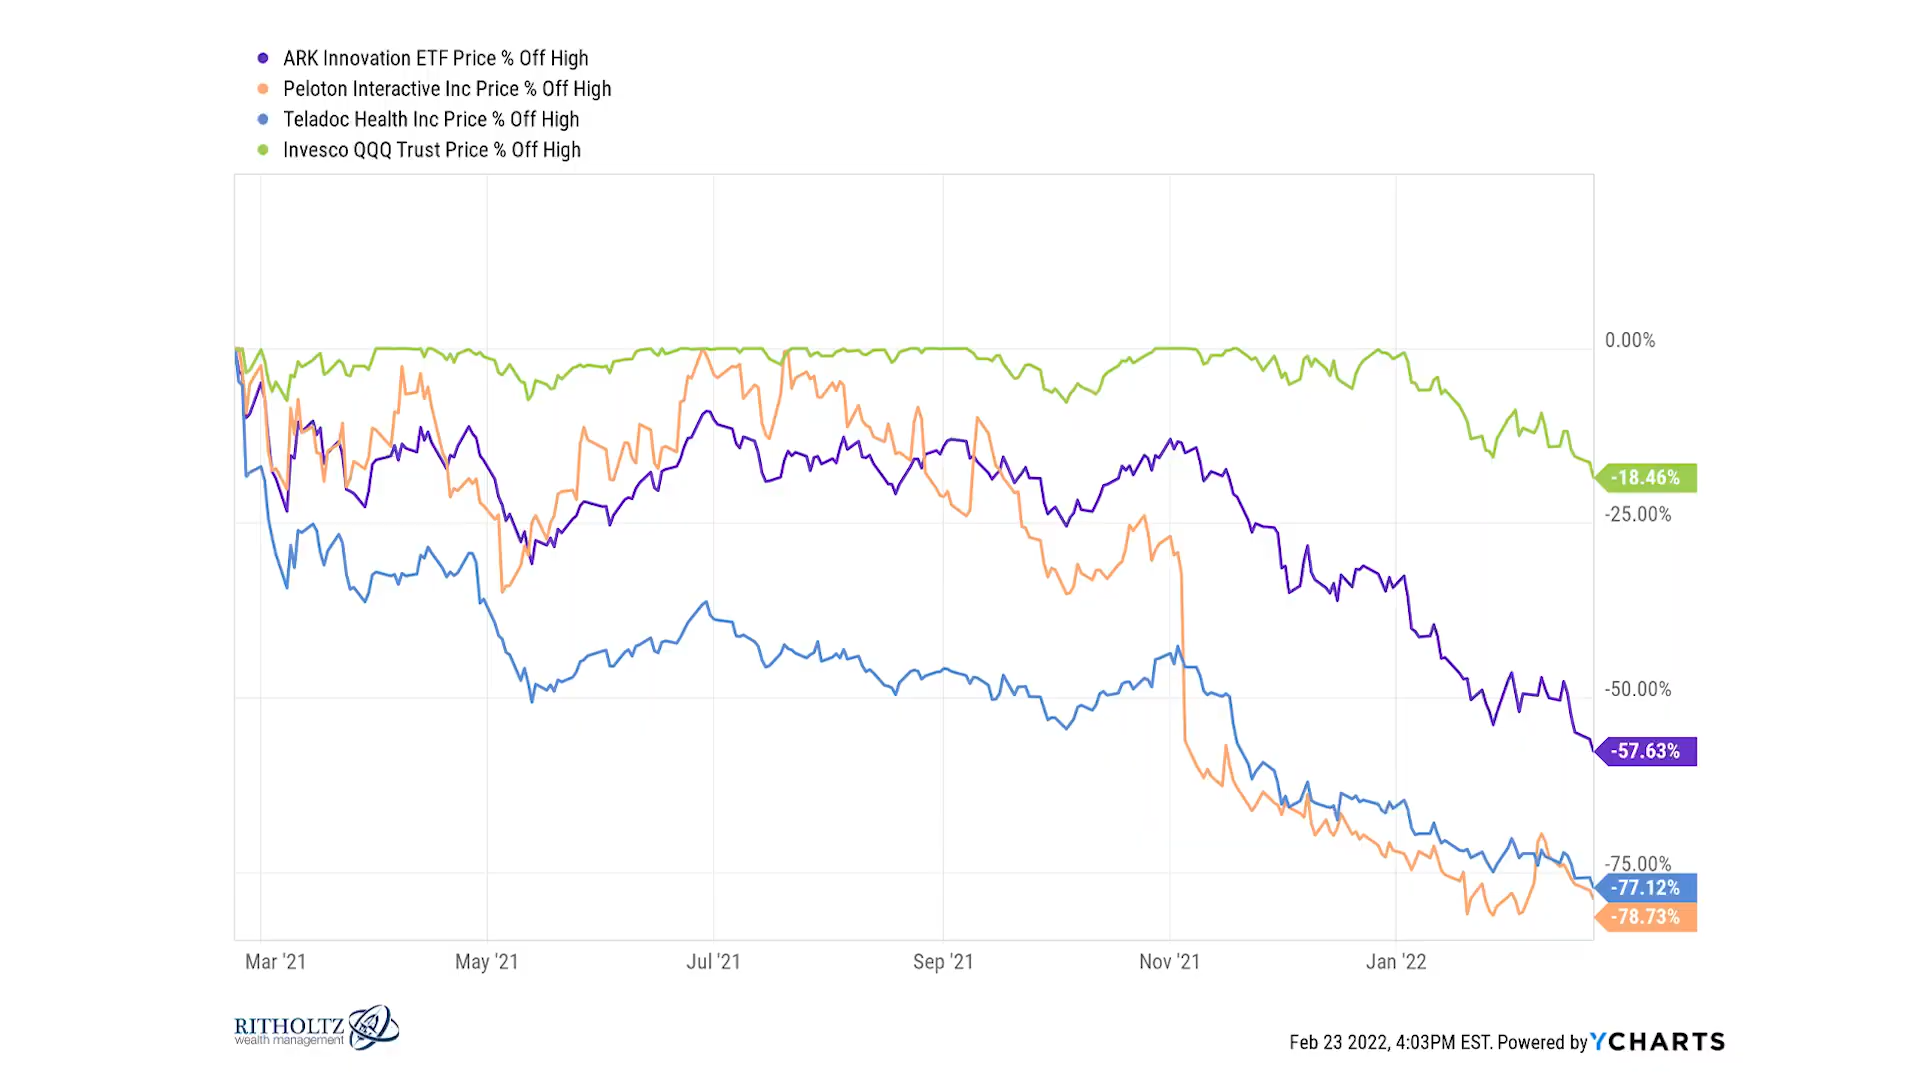 ARK Innovation ETF Price % Off High
Peloton Interactive Inc Price % Off High
Teladoc Health Inc Price % Off High
Invesco QQQ Trust Price % Off High
0.00%
-18.46%
-25.00%
-50.00%
-57.63%
-75.00%
-77.12%
-78.73%
Mar '21 May '21 Jul '21 Sep '21 Nov '21 Jan '22
RITHOLTZ
wealth management
Feb 23 2022, 4:03PM EST. Powered by YCHARTS